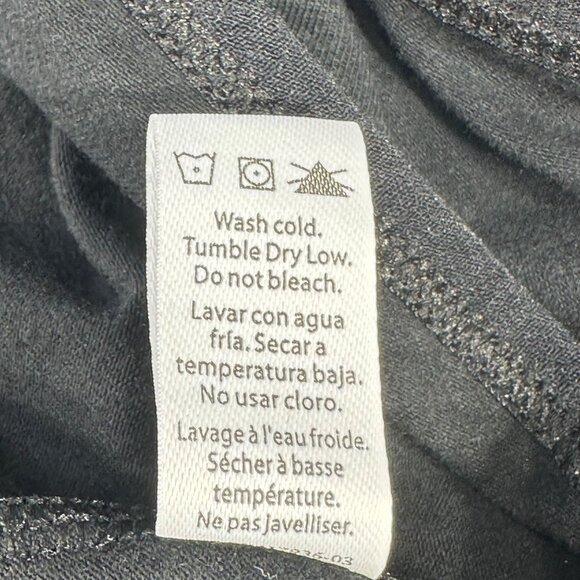 Wash cold.
Tumble Dry Low.
Do not bleach.
Lavar con agua
fría. Secar a
temperatura baja.
No usar cloro.
Lavage à l'eau froide.
Sécher à basse
température.
Ne pas Javelliser.